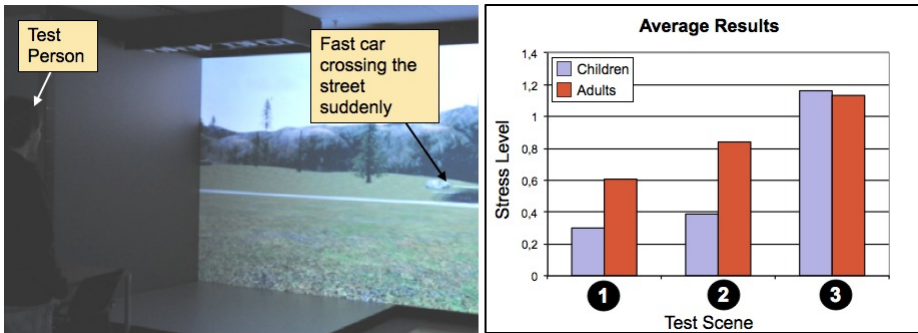 Test
Person
Fast car
crossing the
street
suddenly
Average Results
Stress Level
1,4
1,2
1
0,8
0,6
0,4
0,2
0
Children
Adults
1
2
3
Test Scene